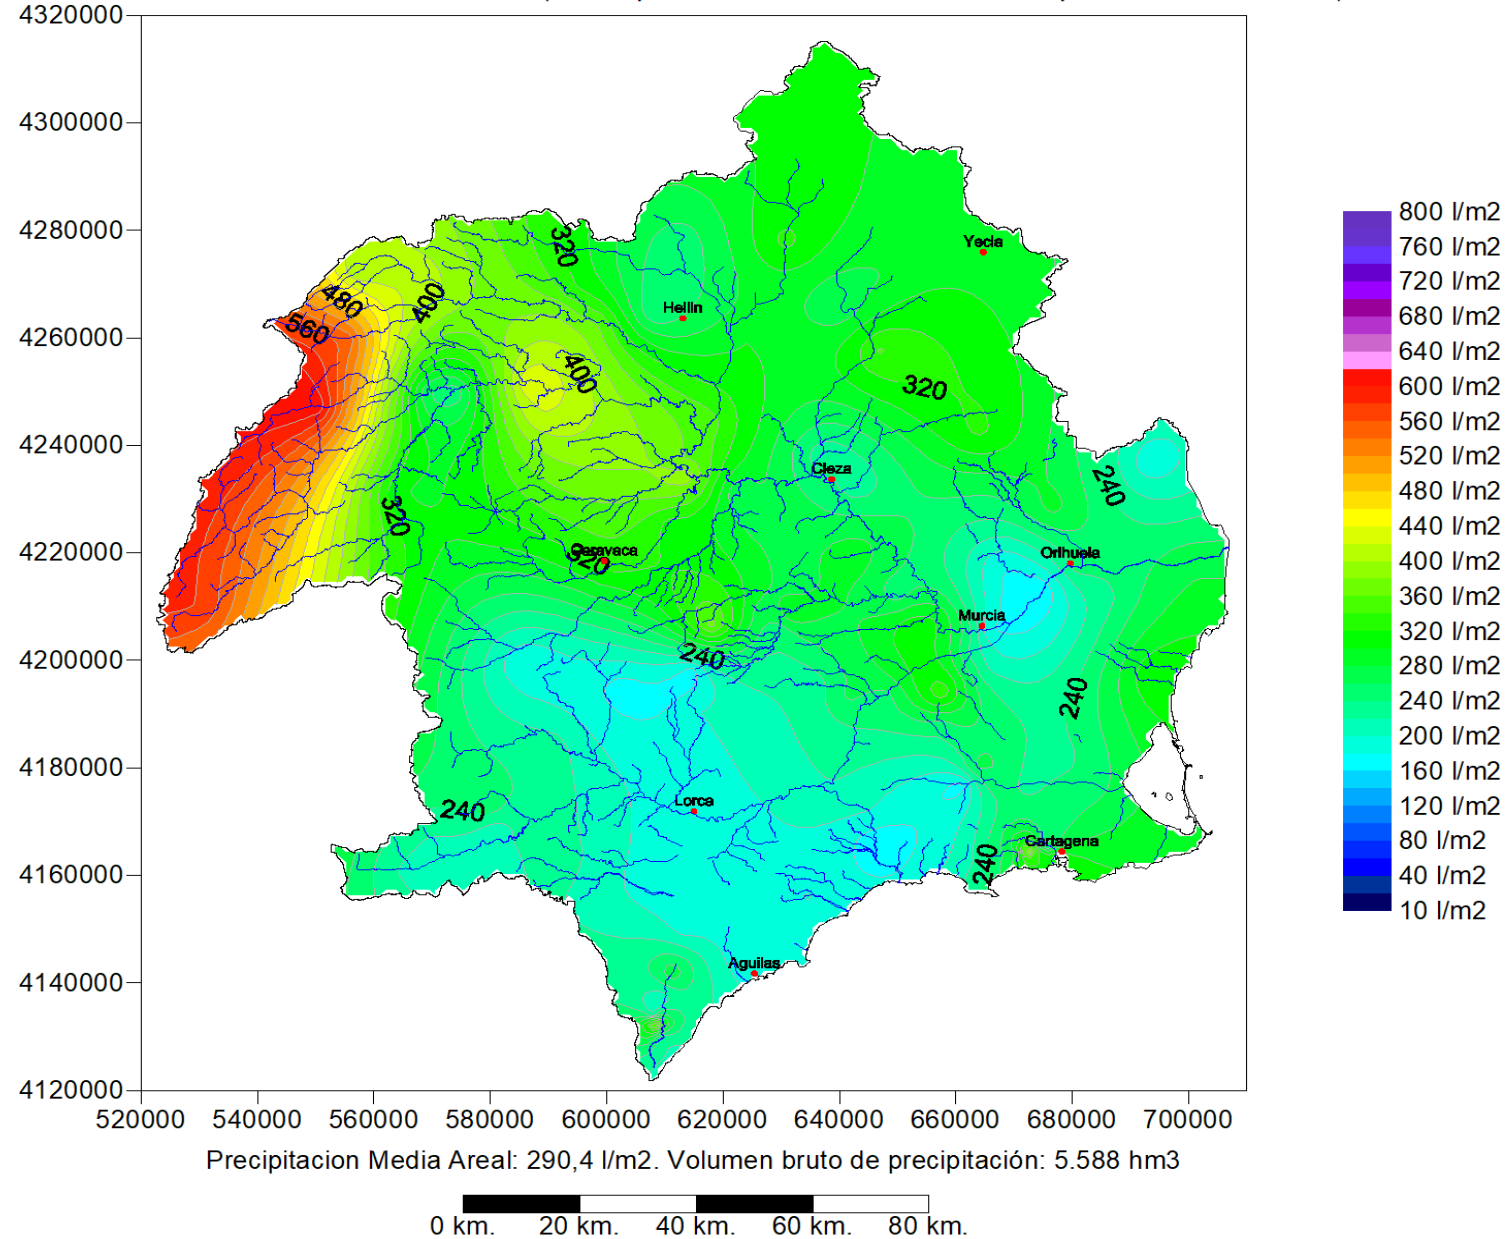 4320000
4300000
4280000
4260000
4240000
4220000
4200000
4180000
4160000
4140000
4120000
520000 540000 560000 580000 600000 620000 640000 660000 680000 700000
320
Yecla
480
400
560
Hellin
400
320
Cieza
240
320
Caravaca
320
Orihuela
Murcia
240
240
Lorca
240
Cartagena
240
Aguilas
800 l/m2
760 l/m2
720 l/m2
680 l/m2
640 l/m2
600 l/m2
560 l/m2
520 l/m2
480 l/m2
440 l/m2
400 l/m2
360 l/m2
320 l/m2
280 l/m2
240 l/m2
200 l/m2
160 l/m2
120 l/m2
80 l/m2
40 l/m2
10 l/m2
Precipitacion Media Areal: 290,4 l/m2. Volumen bruto de precipitación: 5.588 hm3
0 km. 20 km. 40 km. 60 km. 80 km.